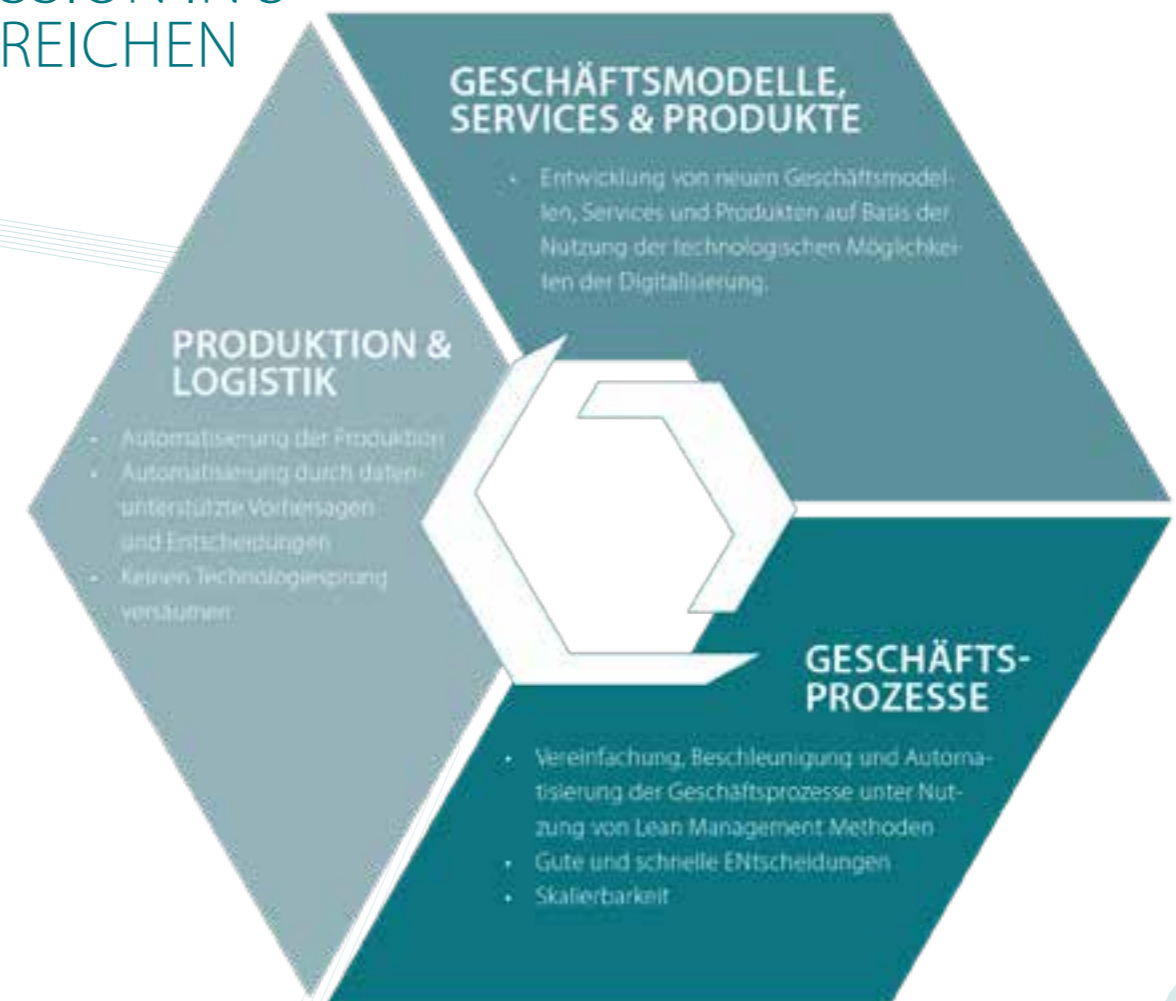 REICHEN
GESCHÄFTSMODELLE,
SERVICES & PRODUKTE
• Entwicklung von neuen Geschäftsmodel-
len, Services und Produkten auf Basis der
Nutzung der technologischen Möglichkei-
ten der Digitalisierung.
PRODUKTION &
LOGISTIK
• Automatisierung der Produktion
• Automatisierung durch daten-
unterstützte Vorhersagen
und Entscheidungen
• Keinen Technologiesprung
versäumen
GESCHÄFTS-
PROZESSE
• Vereinfachung, Beschleunigung und Automa-
tisierung der Geschäftsprozesse unter Nut-
zung von Lean Management Methoden
• Gute und schnelle ENtscheidungen
• Skalierbarkeit